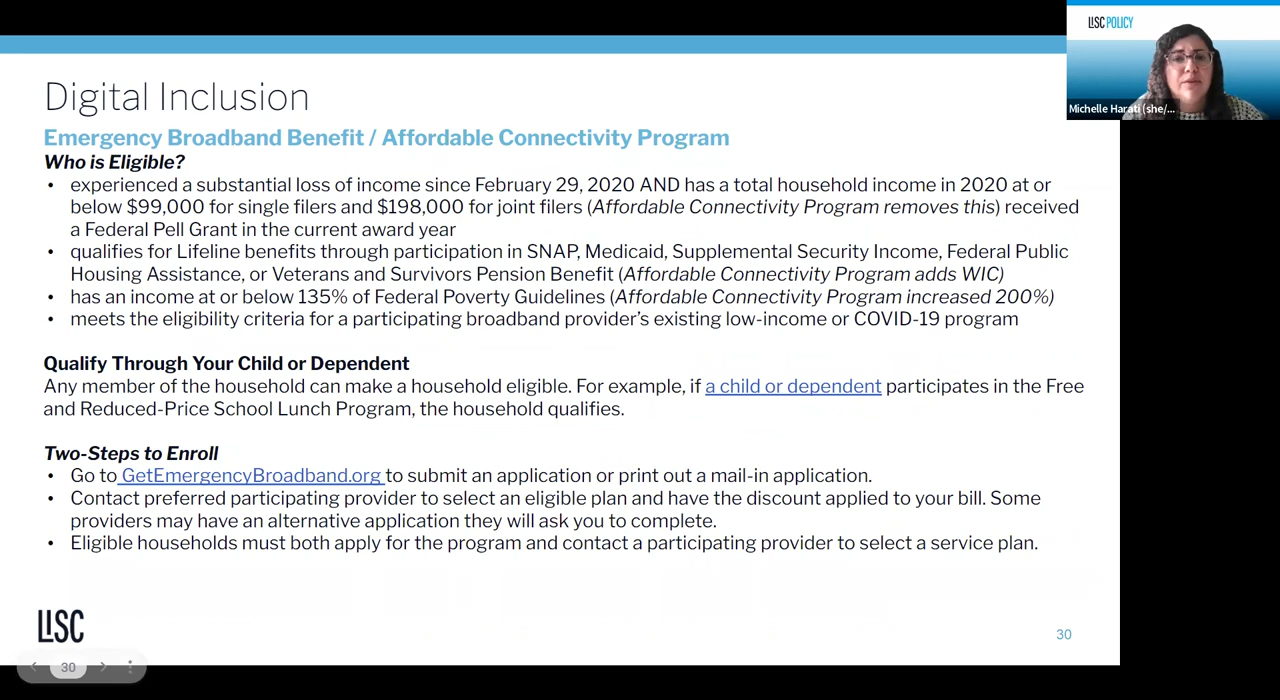 LISC POLICY
Michelle Harati (she/...
Digital Inclusion
Emergency Broadband Benefit / Affordable Connectivity Program
Who is Eligible?
• experienced a substantial loss of income since February 29, 2020 AND has a total household income in 2020 at or
below $99,000 for single filers and $198,000 for joint filers (Affordable Connectivity Program removes this) received
a Federal Pell Grant in the current award year
• qualifies for Lifeline benefits through participation in SNAP, Medicaid, Supplemental Security Income, Federal Public
Housing Assistance, or Veterans and Survivors Pension Benefit (Affordable Connectivity Program adds WIC)
• has an income at or below 135% of Federal Poverty Guidelines (Affordable Connectivity Program increased 200%)
• meets the eligibility criteria for a participating broadband provider’s existing low-income or COVID-19 program
Qualify Through Your Child or Dependent
Any member of the household can make a household eligible. For example, if a child or dependent participates in the Free
and Reduced-Price School Lunch Program, the household qualifies.
Two-Steps to Enroll
• Go to GetEmergencyBroadband.org to submit an application or print out a mail-in application.
• Contact preferred participating provider to select an eligible plan and have the discount applied to your bill. Some
providers may have an alternative application they will ask you to complete.
• Eligible households must both apply for the program and contact a participating provider to select a service plan.
LISC
30
30